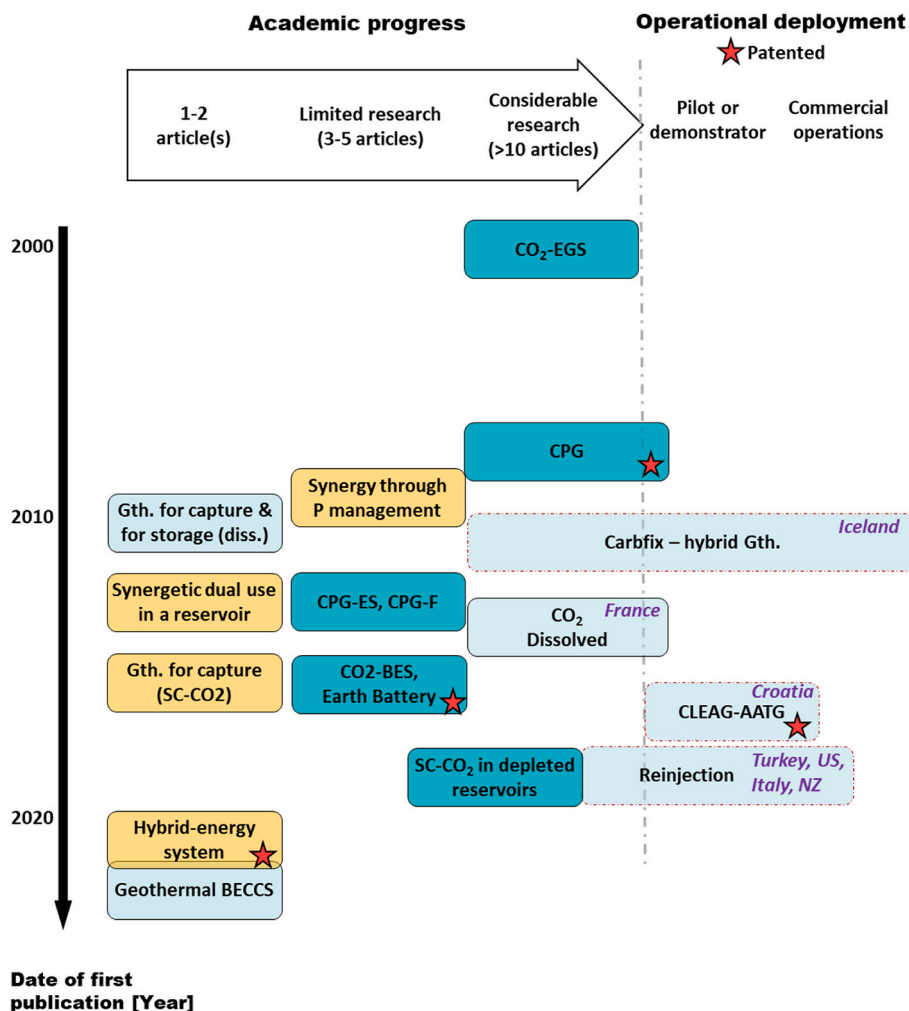 Academic progress
Operational deployment
Patented
1-2
article(s)
Limited research
(3-5 articles)
Considerable
research
(>10 articles)
Pilot or
demonstrator
Commercial
operations
2000
CO₂-EGS
CPG
Synergy through
P management
2010
Gth. for capture &
for storage (diss.)
Iceland
Carbfix – hybrid Gth.
Synergetic dual use
in a reservoir
CPG-ES, CPG-F
France
CO₂
Dissolved
Gth. for capture
(SC-CO2)
CO2-BES,
Earth Battery
Croatia
CLEAG-AATG
SC-CO₂ in depleted
reservoirs
Reinjection
Turkey, US,
Italy, NZ
2020
Hybrid-energy
system
Geothermal BECCS
Date of first
publication [Year]